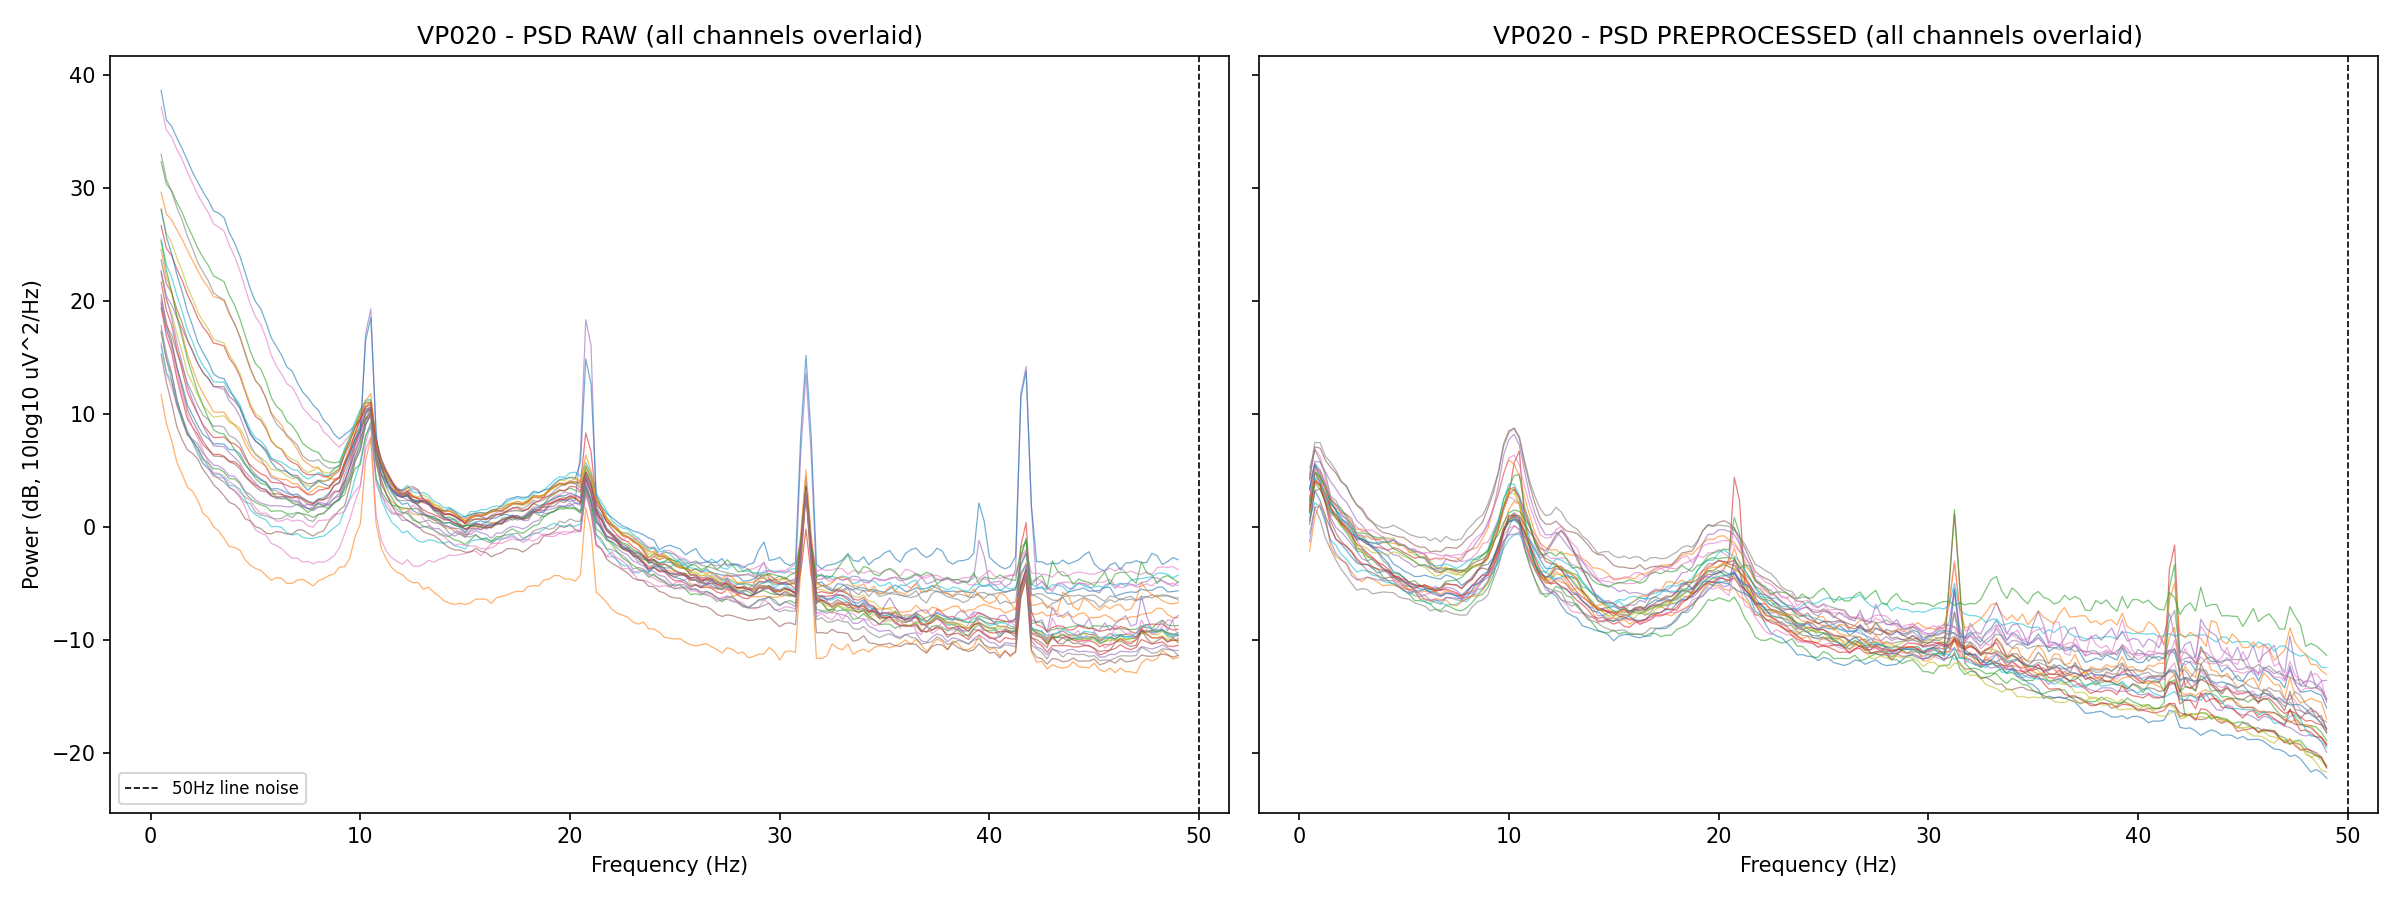 VP020 - PSD RAW (all channels overlaid)
VP020 - PSD PREPROCESSED (all channels overlaid)
Power (dB, 10log10 uV^2/Hz)
40
30
20
10
0
−10
−20
50Hz line noise
0 10 20 30 40 50
0 10 20 30 40 50
Frequency (Hz)
Frequency (Hz)